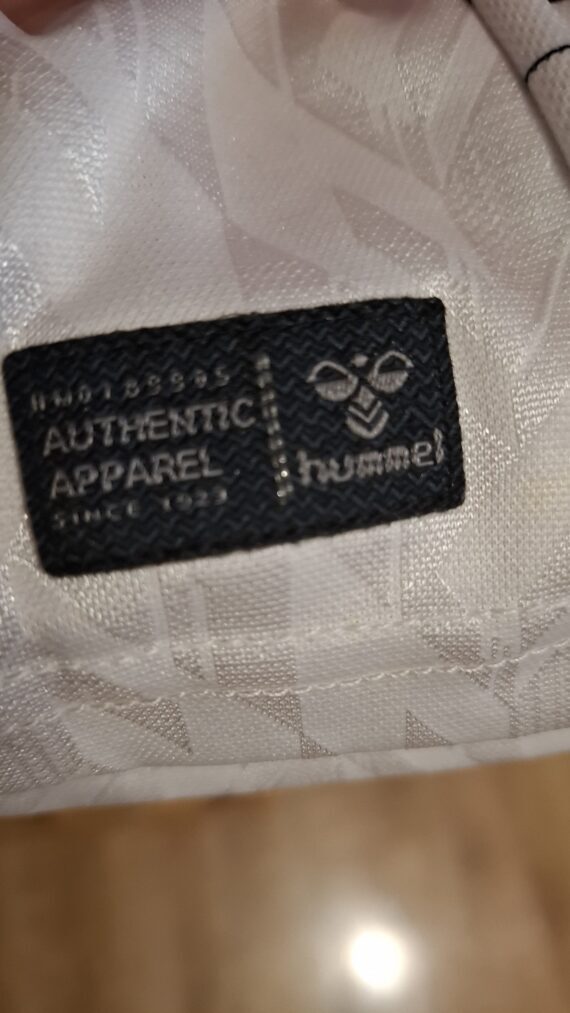 AUTHENTIC
APPAREL
SINCE 1923
hummel